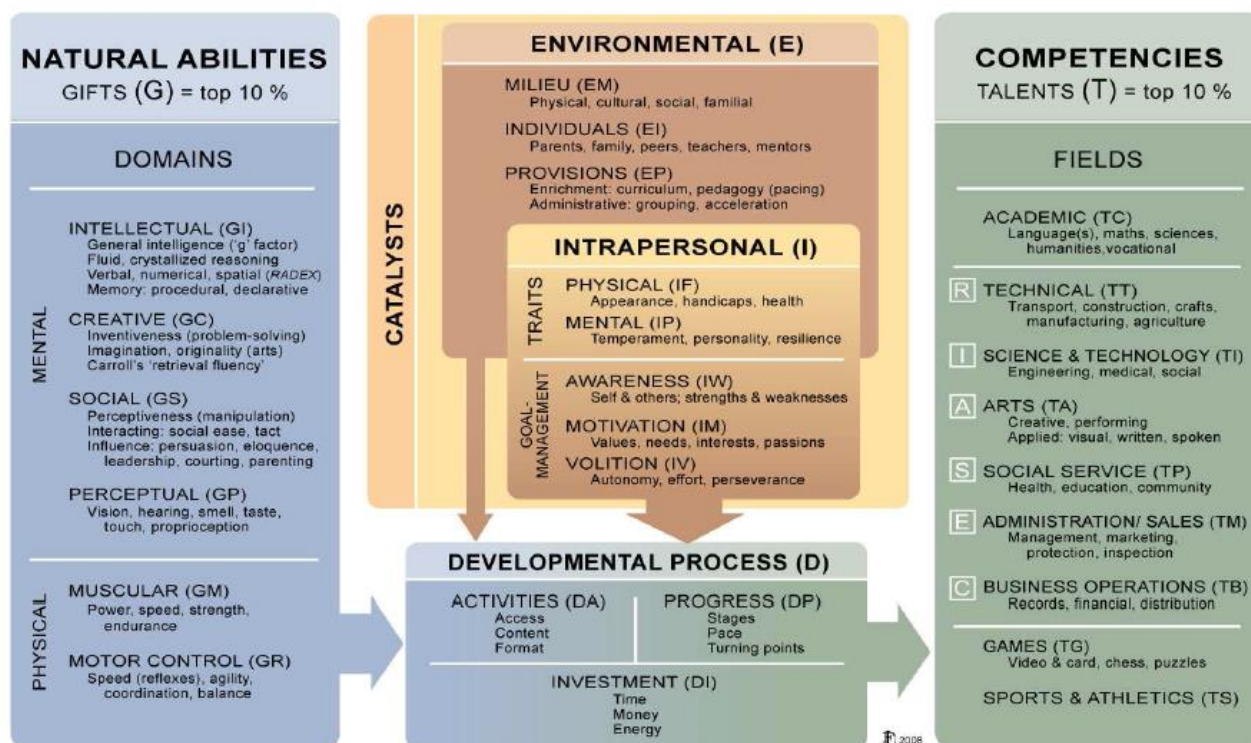 NATURAL ABILITIES
GIFTS (G) = top 10 %
DOMAINS
MENTAL
INTELLECTUAL (GI)
General intelligence ('g' factor)
Fluid, crystallized reasoning
Verbal, numerical, spatial (RADEX)
Memory: procedural, declarative
CREATIVE (GC)
Inventiveness (problem-solving)
Imagination, originality (arts)
Carroll's 'retrieval fluency'
SOCIAL (GS)
Perceptiveness (manipulation)
Interacting: social ease, tact
Influence: persuasion, eloquence,
leadership, courting, parenting
PERCEPTUAL (GP)
Vision, hearing, smell, taste,
touch, proprioception
PHYSICAL
MUSCULAR (GM)
Power, speed, strength,
endurance
MOTOR CONTROL (GR)
Speed (reflexes), agility,
coordination, balance
CATALYSTS
ENVIRONMENTAL (E)
MILIEU (EM)
Physical, cultural, social, familial
INDIVIDUALS (EI)
Parents, family, peers, teachers, mentors
PROVISIONS (EP)
Enrichment: curriculum, pedagogy (pacing)
Administrative: grouping, acceleration
INTRAPERSONAL (I)
TRAITS
PHYSICAL (IF)
Appearance, handicaps, health
MENTAL (IP)
Temperament, personality, resilience
GOAL-
MANAGEMENT
AWARENESS (IW)
Self & others; strengths & weaknesses
MOTIVATION (IM)
Values, needs, interests, passions
VOLITION (IV)
Autonomy, effort, perseverance
DEVELOPMENTAL PROCESS (D)
ACTIVITIES (DA)
Access
Content
Format
PROGRESS (DP)
Stages
Pace
Turning points
INVESTMENT (DI)
Time
Money
Energy
2008
COMPETENCIES
TALENTS (T) = top 10 %
FIELDS
ACADEMIC (TC)
Language(s), maths, sciences,
humanities,vocational
R TECHNICAL (TT)
Transport, construction, crafts,
manufacturing, agriculture
I SCIENCE & TECHNOLOGY (TI)
Engineering, medical, social
A ARTS (TA)
Creative, performing
Applied: visual, written, spoken
S SOCIAL SERVICE (TP)
Health, education, community
E ADMINISTRATION/ SALES (TM)
Management, marketing,
protection, inspection
C BUSINESS OPERATIONS (TB)
Records, financial, distribution
GAMES (TG)
Video & card, chess, puzzles
SPORTS & ATHLETICS (TS)